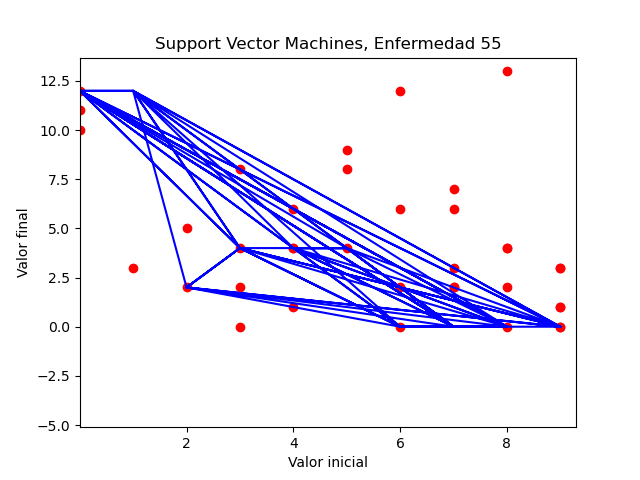 Support Vector Machines, Enfermedad 55
12.5
10.0
7.5
5.0
2.5
0.0
−2.5
−5.0
Valor final
2 4 6 8
Valor inicial